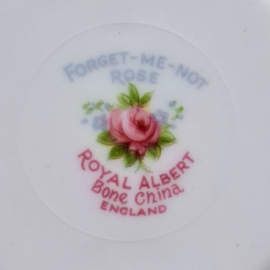 FORGET-ME-NOT
ROSE
ROYAL ALBERT
Bone China
ENGLAND